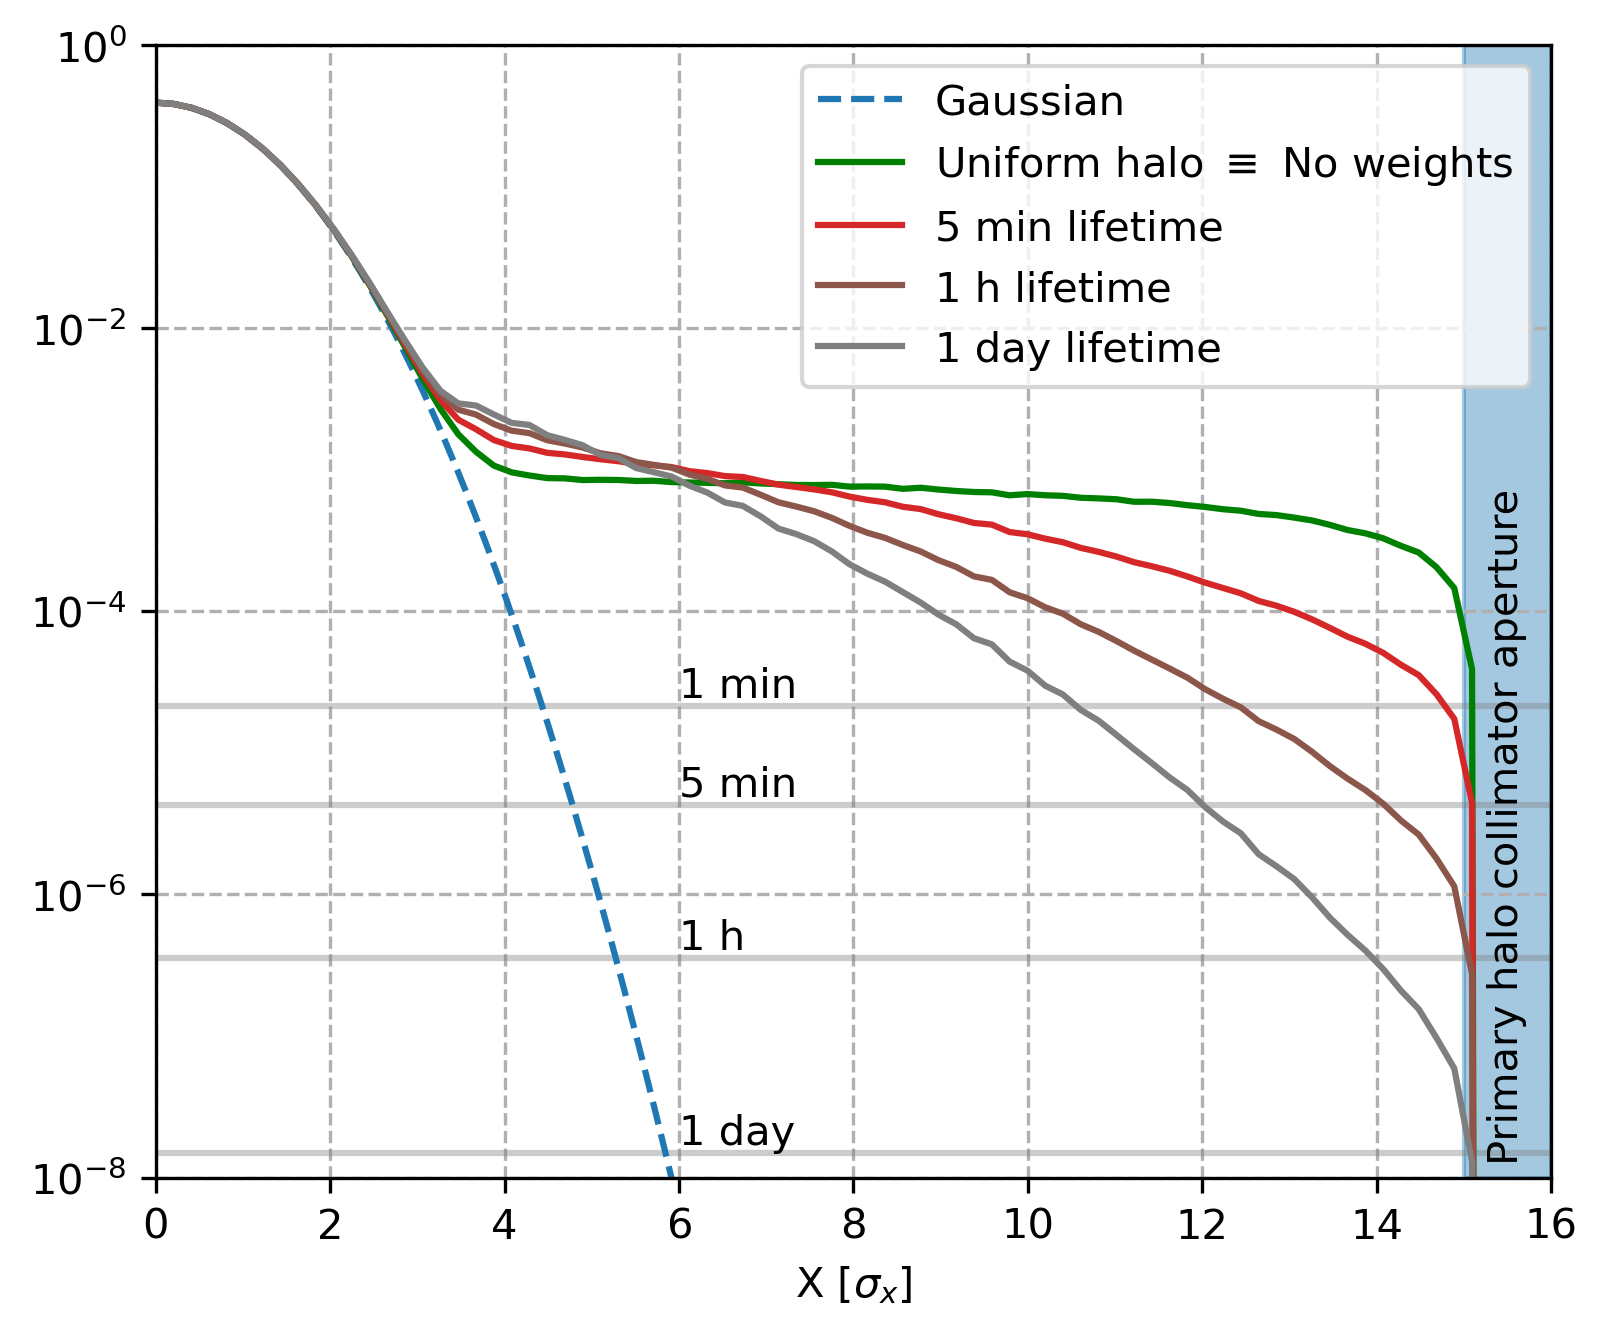 10⁰
10⁻²
10⁻⁴
10⁻⁶
10⁻⁸
Gaussian
Uniform halo ≡ No weights
5 min lifetime
1 h lifetime
1 day lifetime
1 min
5 min
1 h
1 day
Primary halo collimator aperture
0 2 4 6 8 10 12 14 16
X [σₓ]